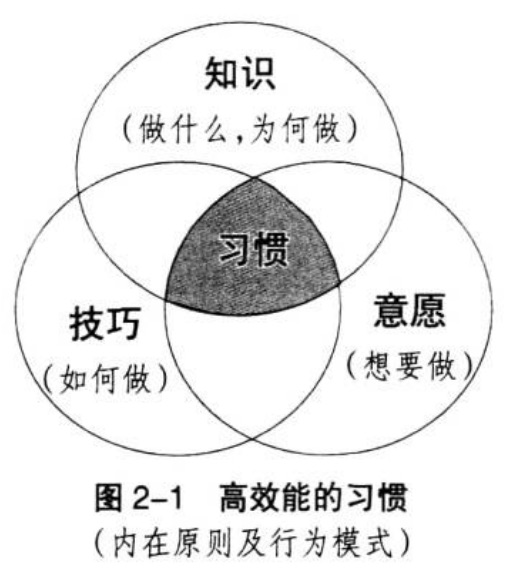 知识
(做什么,为何做)
习惯
技巧
(如何做)
意愿
(想要做)
图2-1 高效能的习惯
(内在原则及行为模式)